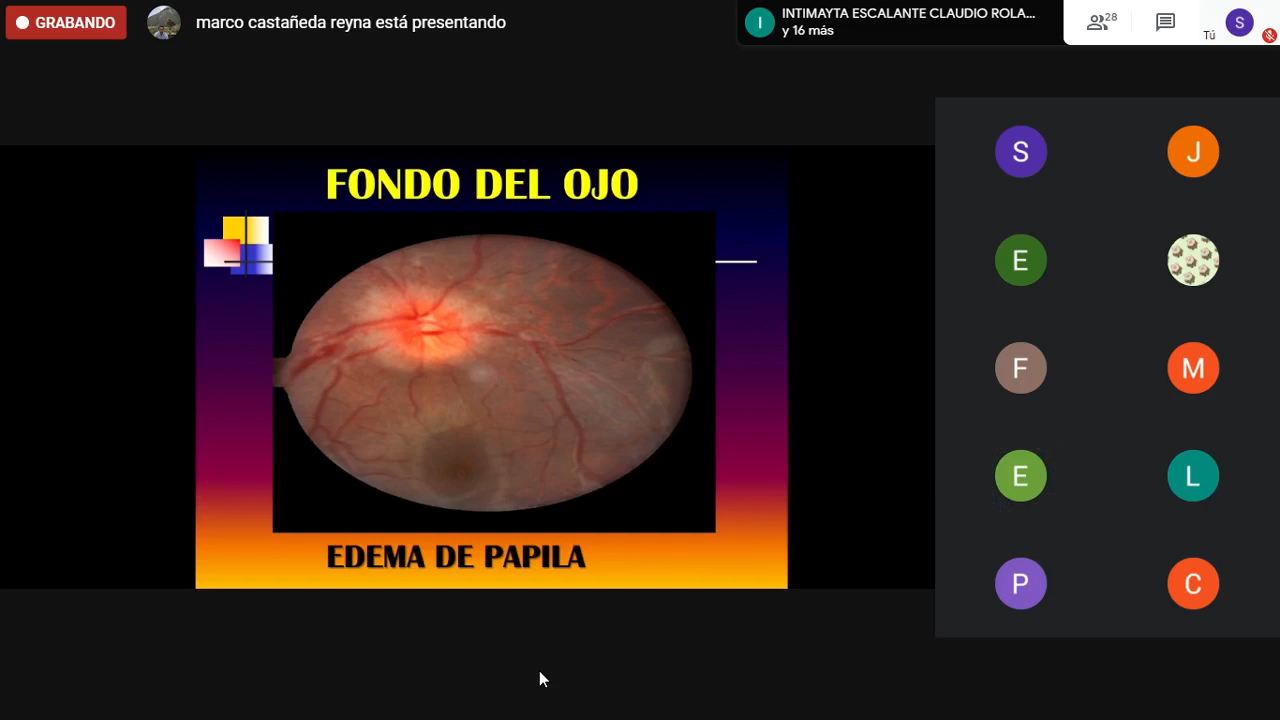 GRABANDO
marco castañeda reyna está presentando
I
INTIMAYTA ESCALANTE CLAUDIO ROLA...
y 16 más
28
Tú
S
FONDO DEL OJO
EDEMA DE PAPILA
S
J
E
F
M
E
L
P
C